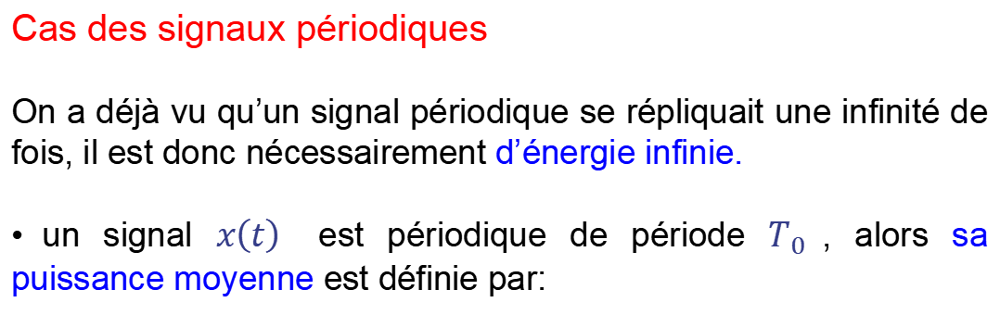 Cas des signaux périodiques
On a déjà vu qu’un signal périodique se répliquait une infinité de
fois, il est donc nécessairement d’énergie infinie.
• un signal x(t) est périodique de période T₀ , alors sa
puissance moyenne est définie par: